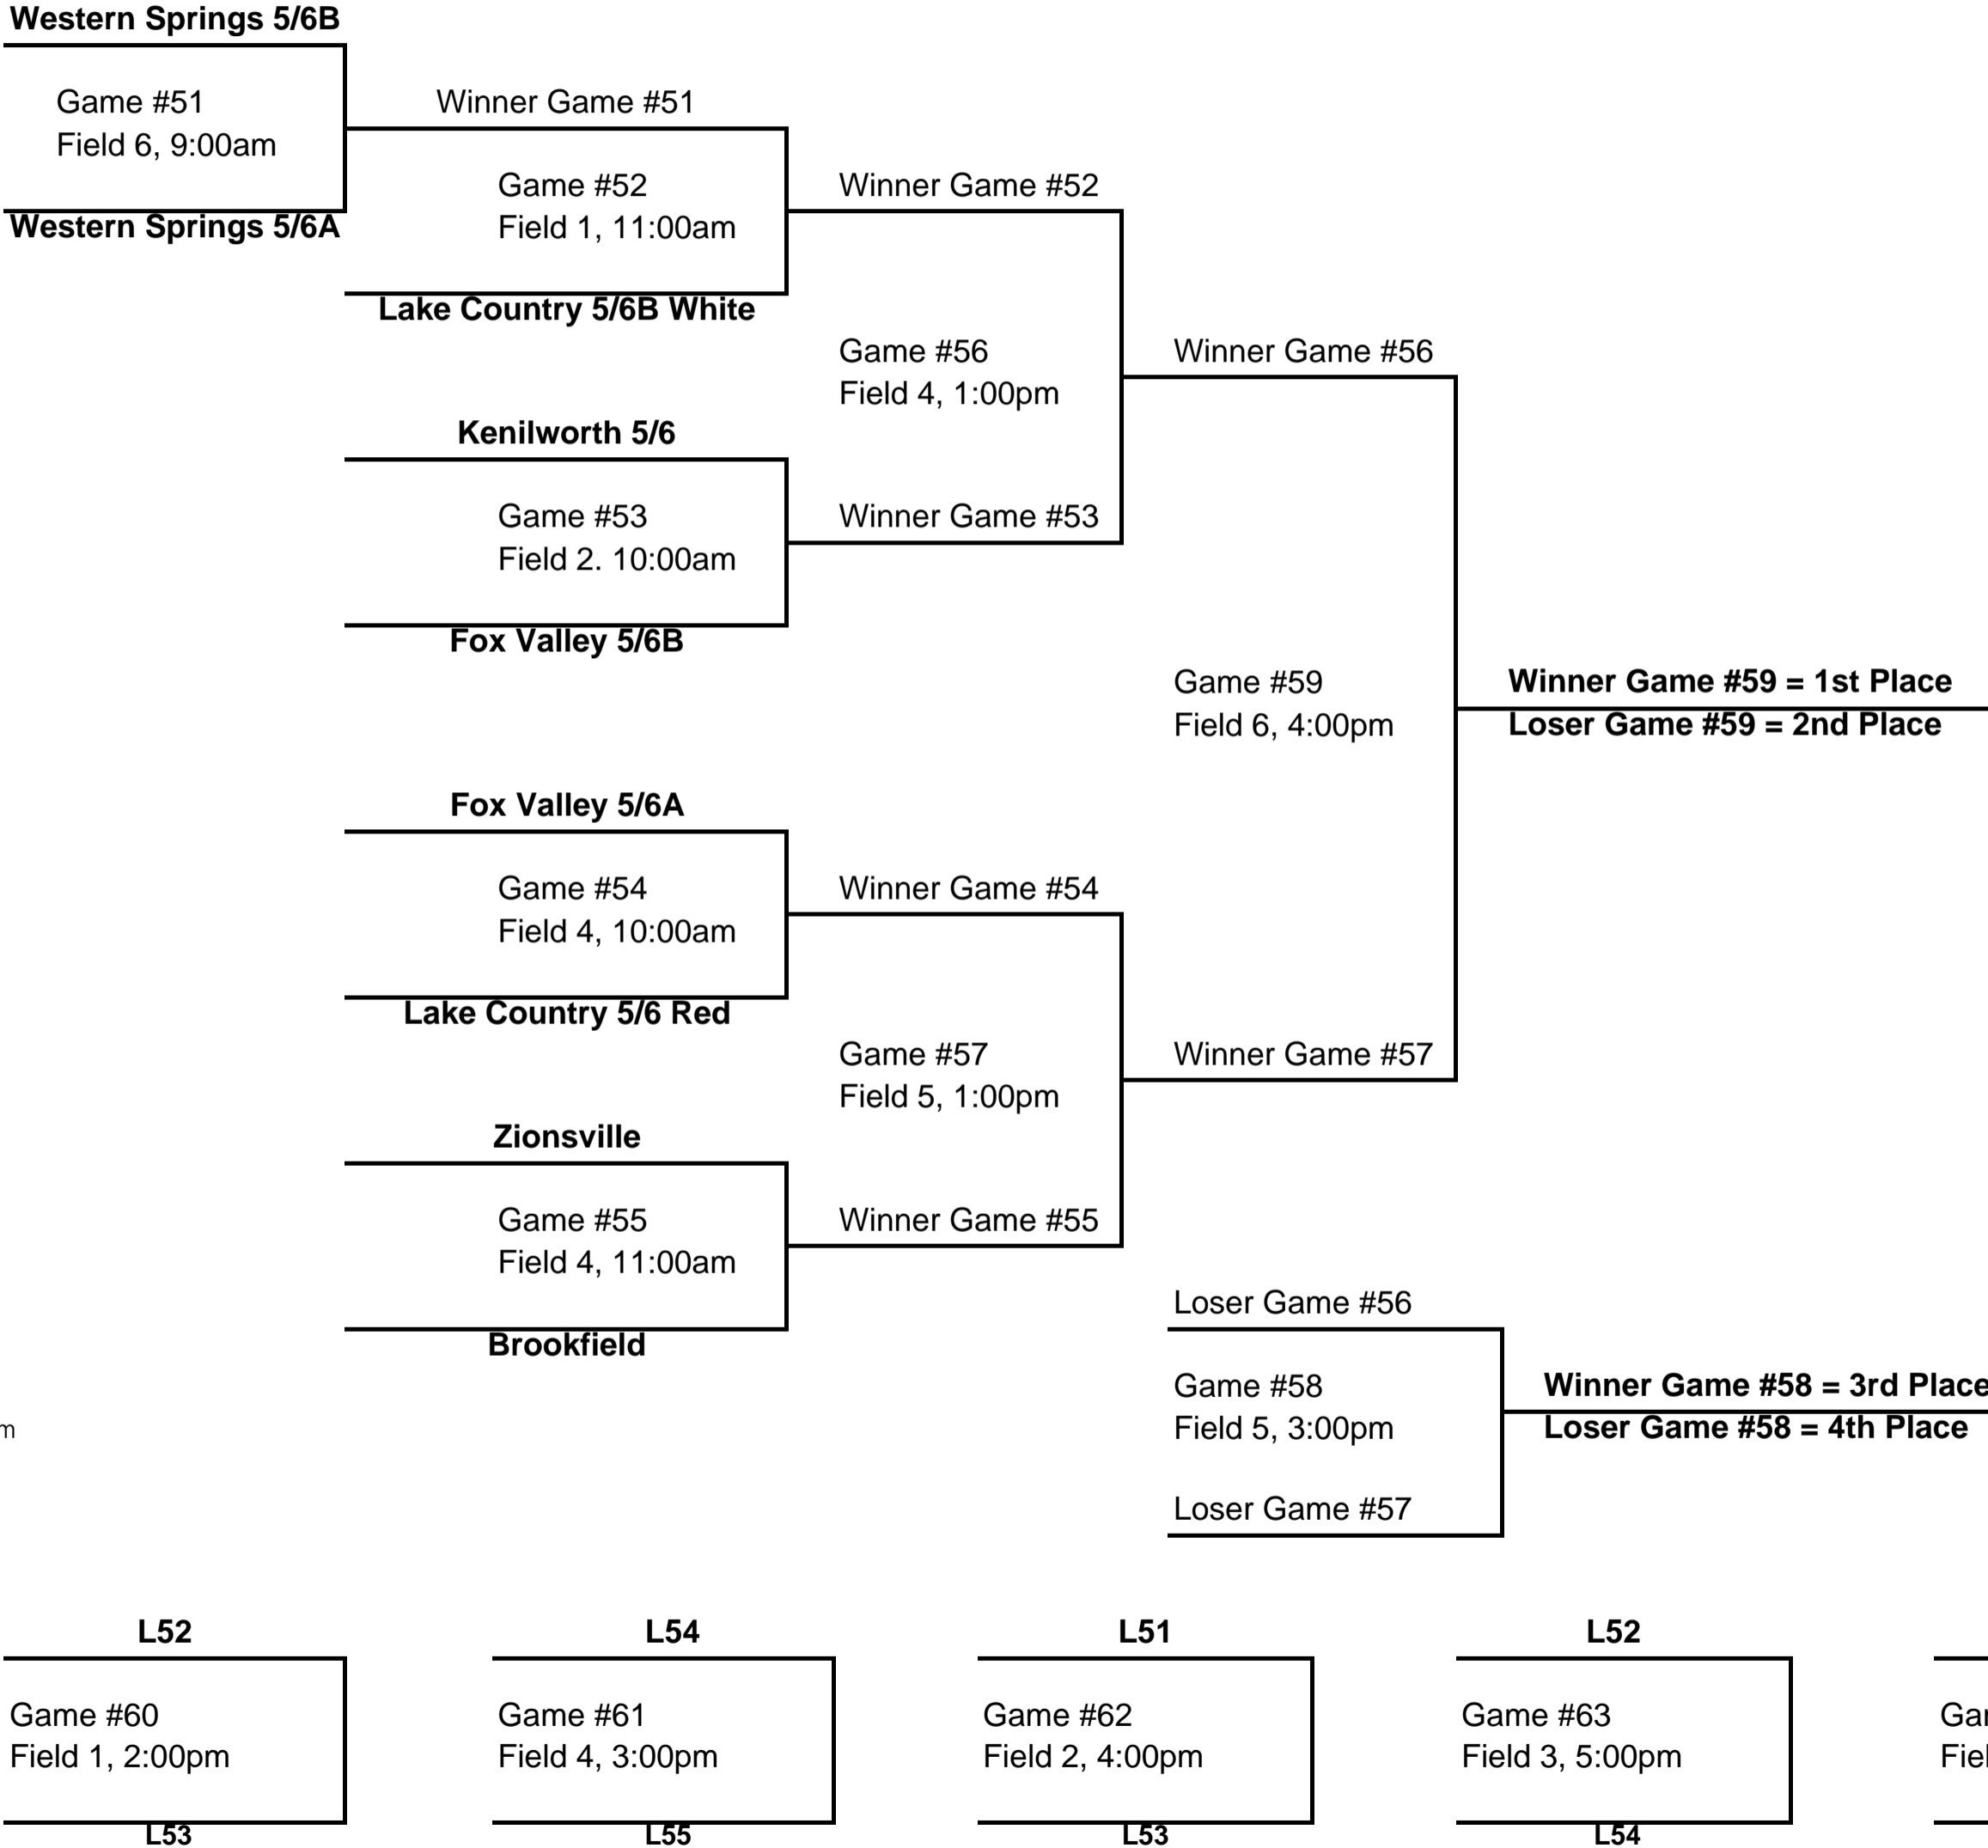 Western Springs 5/6B
Game #51
Field 6, 9:00am
Western Springs 5/6A
Winner Game #51
Game #52
Field 1, 11:00am
Lake Country 5/6B White
Winner Game #52
Game #56
Field 4, 1:00pm
Kenilworth 5/6
Game #53
Field 2. 10:00am
Fox Valley 5/6B
Winner Game #53
Winner Game #56
Game #59
Field 6, 4:00pm
Winner Game #59 = 1st Place
Loser Game #59 = 2nd Place
Fox Valley 5/6A
Game #54
Field 4, 10:00am
Lake Country 5/6 Red
Winner Game #54
Game #57
Field 5, 1:00pm
Winner Game #57
Zionsville
Game #55
Field 4, 11:00am
Brookfield
Winner Game #55
Loser Game #56
Game #58
Field 5, 3:00pm
Loser Game #57
Winner Game #58 = 3rd Place
Loser Game #58 = 4th Place
L52
Game #60
Field 1, 2:00pm
L53
L54
Game #61
Field 4, 3:00pm
L55
L51
Game #62
Field 2, 4:00pm
L53
L52
Game #63
Field 3, 5:00pm
L54